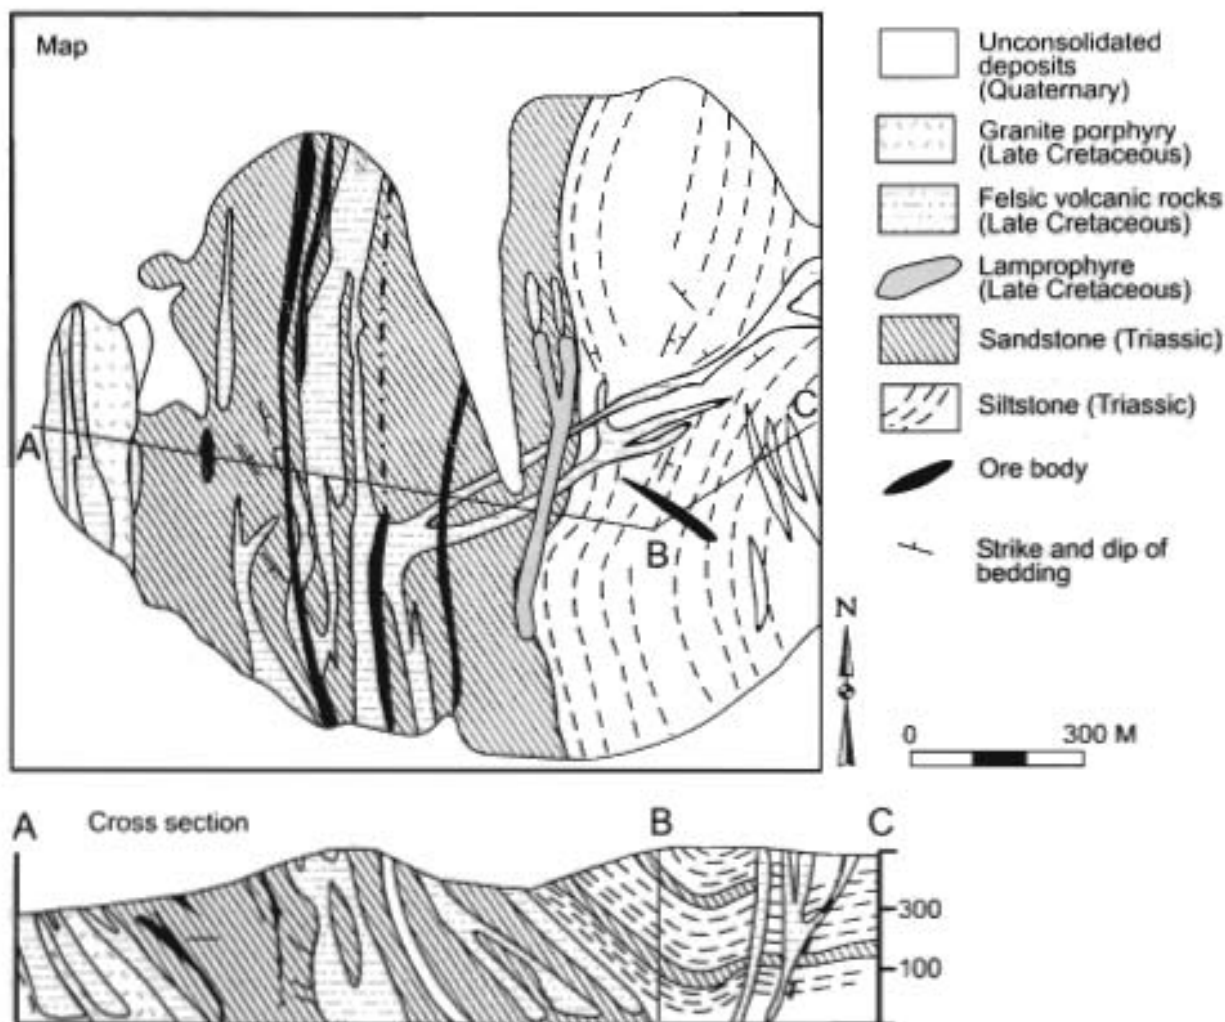 Map
A
B
C
Unconsolidated
deposits
(Quaternary)
Granite porphyry
(Late Cretaceous)
Felsic volcanic rocks
(Late Cretaceous)
Lamprophyre
(Late Cretaceous)
Sandstone (Triassic)
Siltstone (Triassic)
Ore body
Strike and dip of
bedding
N
0 300 M
A Cross section B C
300
100